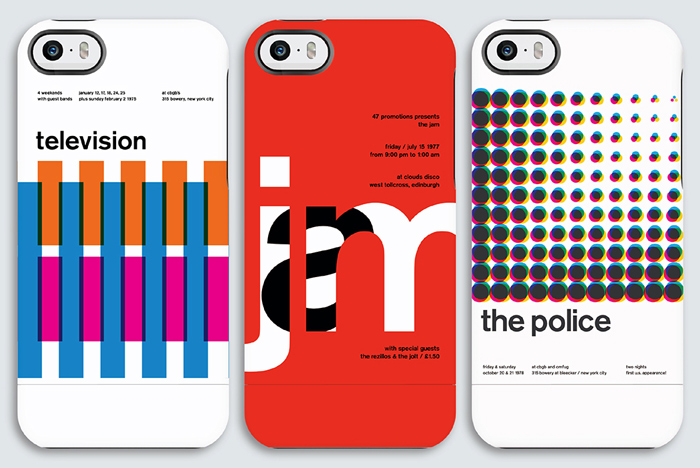 4 weekends
with guest bands
january 12, 17, 18, 24, 25
plus sunday february 2 1975
at cbgb's
315 bowery, new york city
television
47 promotions presents
the jam
friday / july 15 1977
from 9:00 pm to 1:00 am
at clouds disco
west tollcross, edinburgh
jam
with special guests
the rezillos & the jolt / £1.50
the police
friday & saturday
october 20 & 21 1978
at cbgb and omfug
315 bowery at bleecker / new york city
two nights
first u.s. appearance!